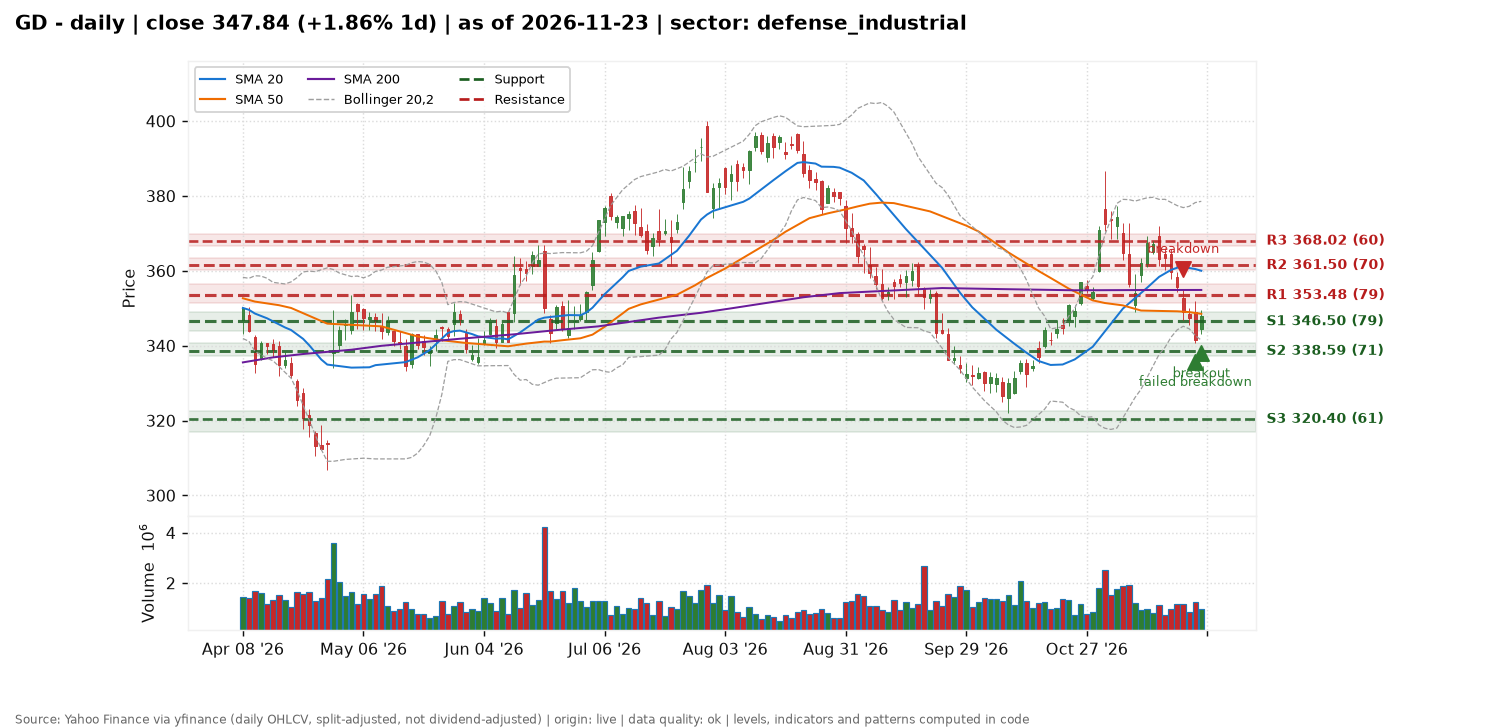 GD - daily | close 347.84 (+1.86% 1d) | as of 2026-11-23 | sector: defense_industrial
SMA 20
SMA 50
SMA 200
Bollinger 20,2
Support
Resistance
Price
400
380
360
340
320
300
breakdown
breakout
failed breakdown
R3 368.02 (60)
R2 361.50 (70)
R1 353.48 (79)
S1 346.50 (79)
S2 338.59 (71)
S3 320.40 (61)
Volume 10⁶
4
2
Apr 08 '26
May 06 '26
Jun 04 '26
Jul 06 '26
Aug 03 '26
Aug 31 '26
Sep 29 '26
Oct 27 '26
Source: Yahoo Finance via yfinance (daily OHLCV, split-adjusted, not dividend-adjusted) | origin: live | data quality: ok | levels, indicators and patterns computed in code